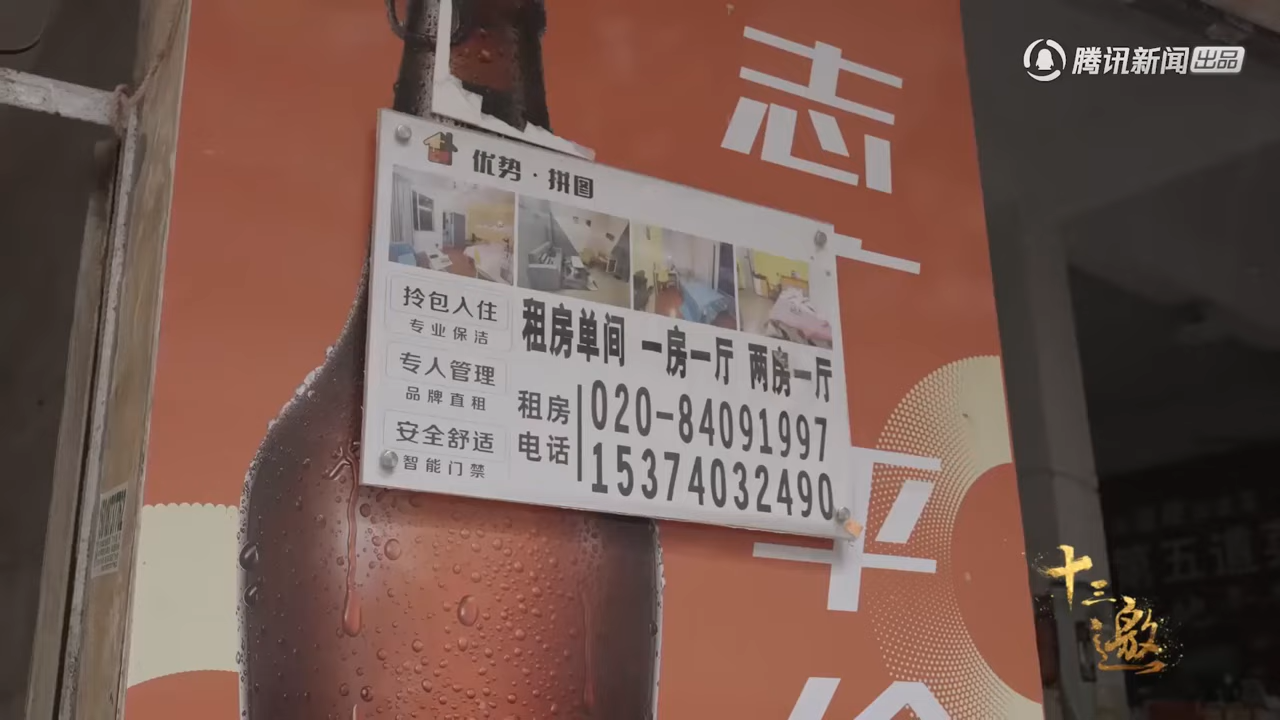 腾讯新闻 出品
志
优势·拼图
拎包入住
专业保洁
专人管理
品牌直租
安全舒适
智能门禁
租房单间 一房一厅 两房一厅
租房电话
020-84091997
15374032490
平
十三邀